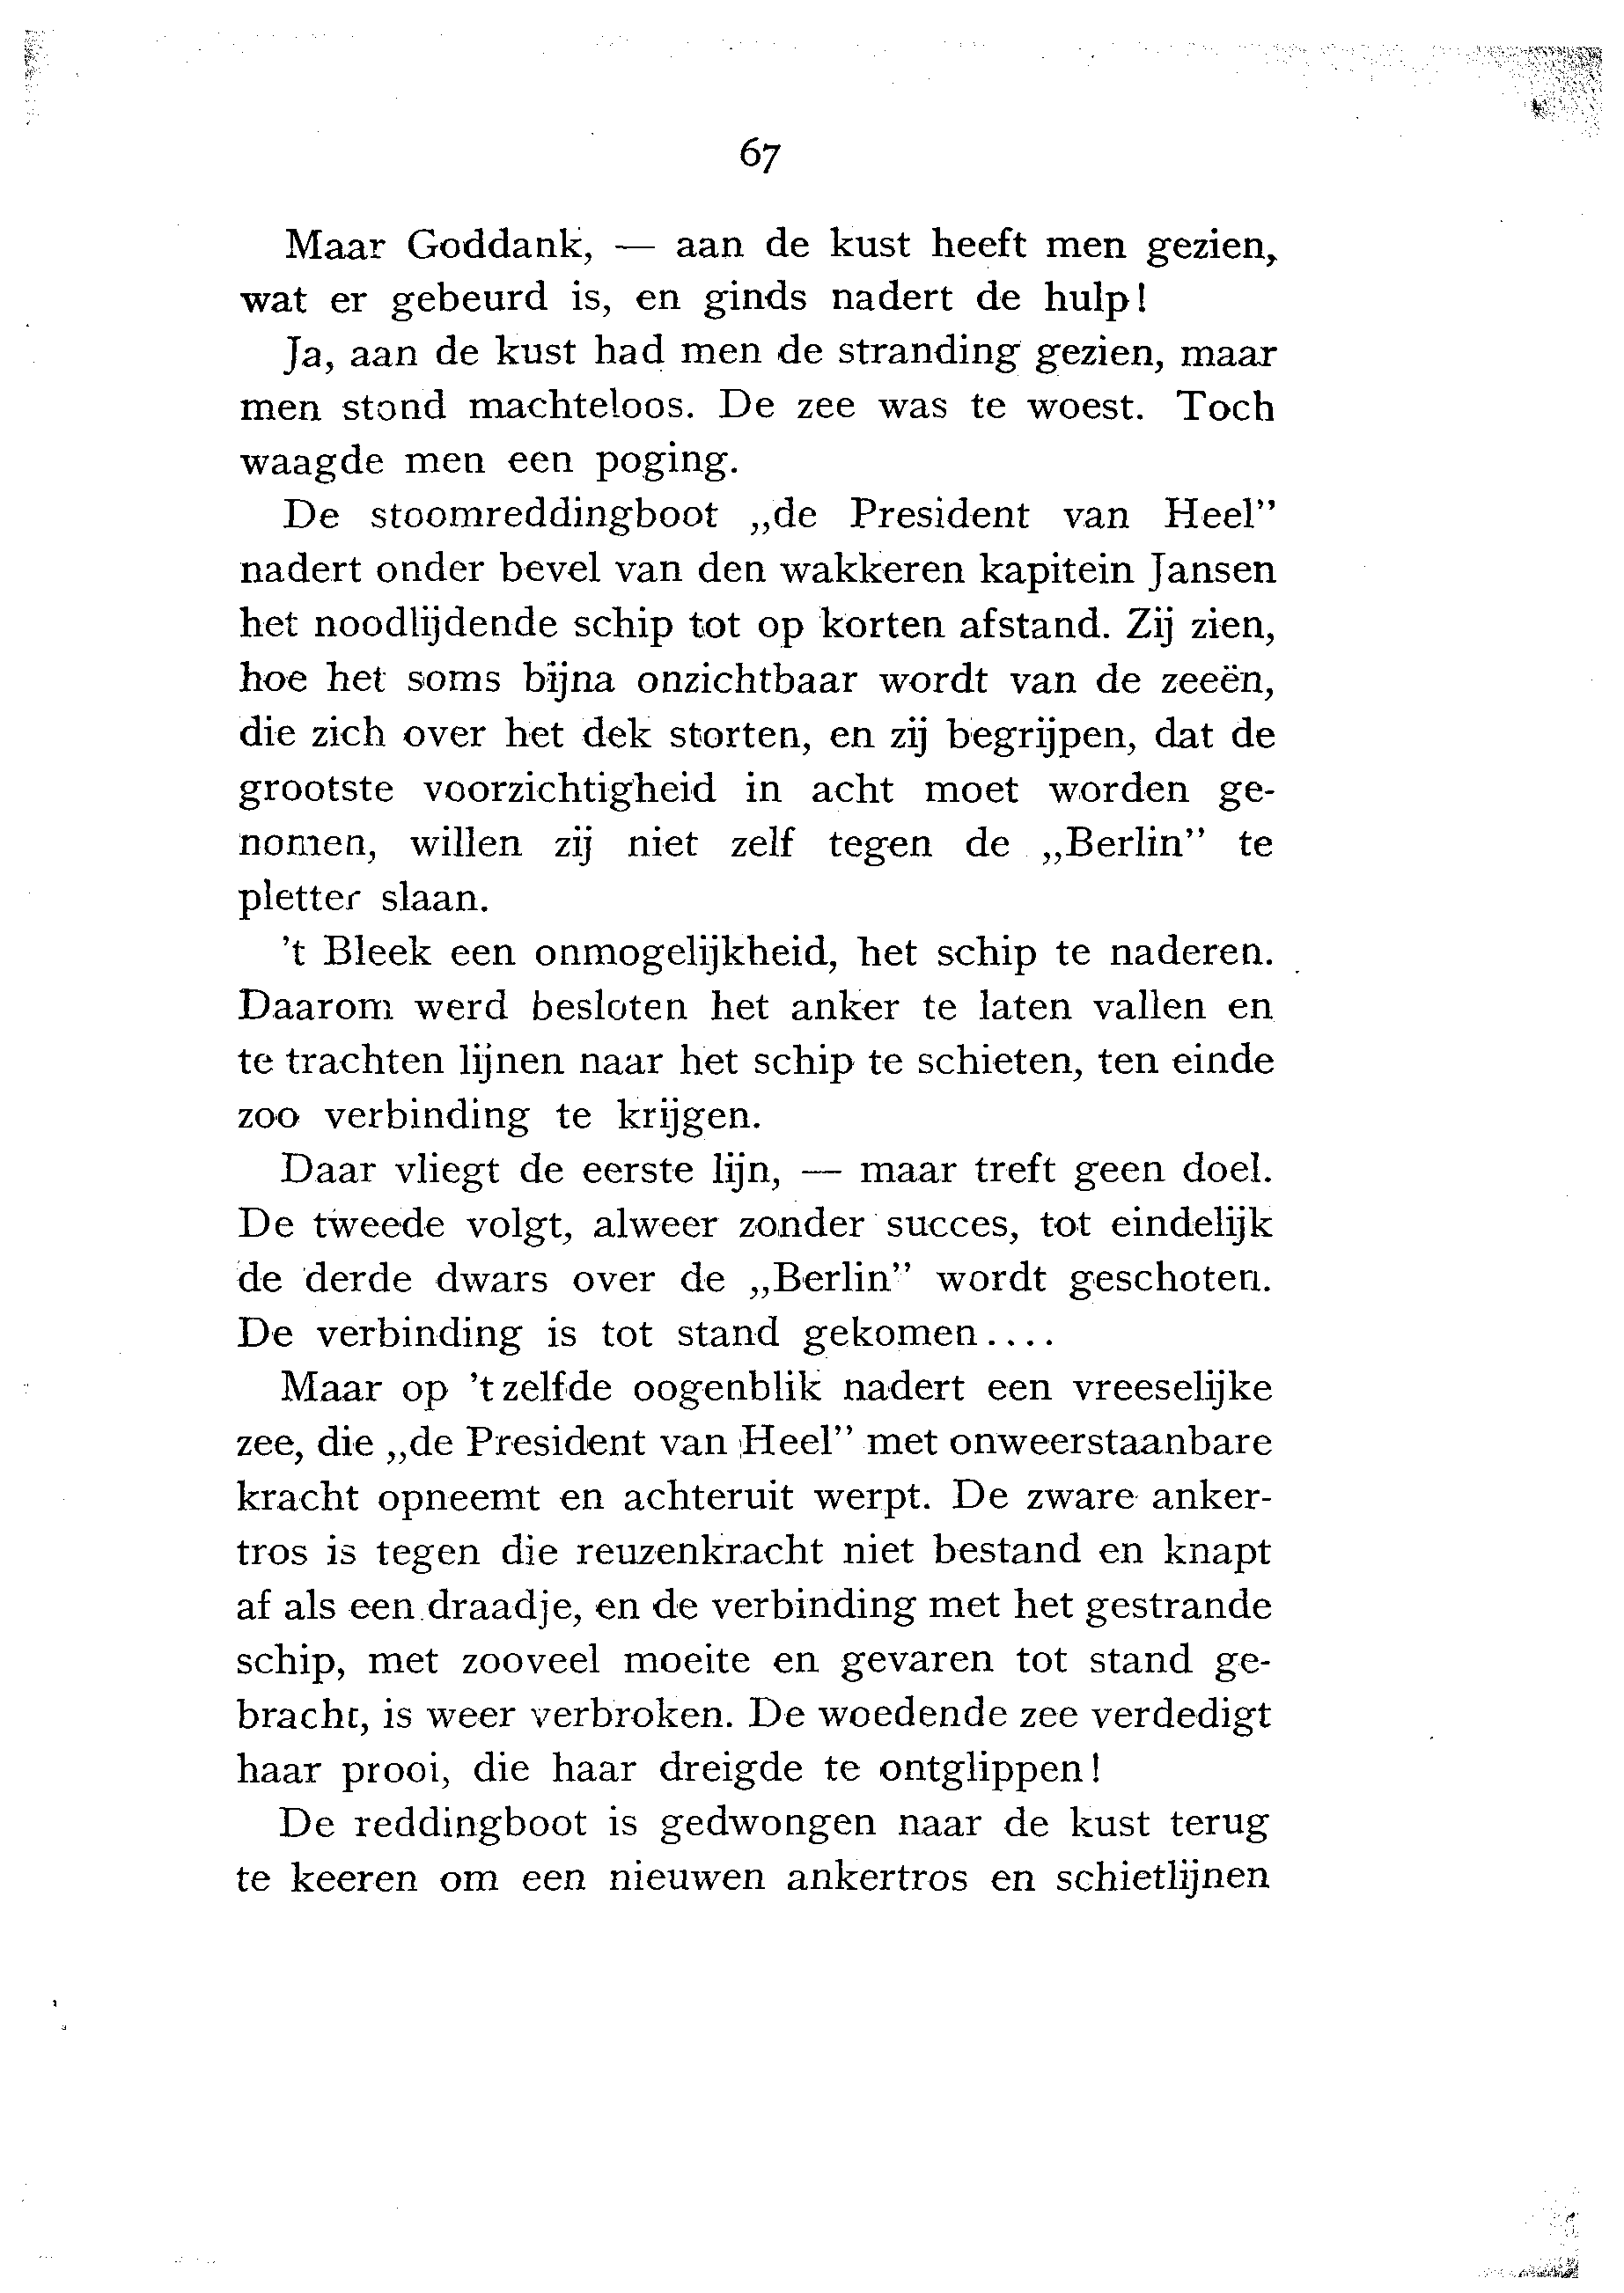 67
Maar Goddank, — aan de kust heeft men gezien,
wat er gebeurd is, en ginds nadert de hulp!
Ja, aan de kust had men de stranding gezien, maar
men stond machteloos. De zee was te woest. Toch
waagde men een poging.
De stoomreddingboot „de President van Heel”
nadert onder bevel van den wakkeren kapitein Jansen
het noodlijdende schip tot op korten afstand. Zij zien,
hoe het soms bijna onzichtbaar wordt van de zeeën,
die zich over het dek storten, en zij begrijpen, dat de
grootste voorzichtigheid in acht moet worden ge-
nomen, willen zij niet zelf tegen de „Berlin” te
pletter slaan.
’t Bleek een onmogelijkheid, het schip te naderen.
Daarom werd besloten het anker te laten vallen en
te trachten lijnen naar het schip te schieten, ten einde
zoo verbinding te krijgen.
Daar vliegt de eerste lijn, — maar treft geen doel.
De tweede volgt, alweer zonder succes, tot eindelijk
de derde dwars over de „Berlin” wordt geschoten.
De verbinding is tot stand gekomen....
Maar op ’t zelfde oogenblik nadert een vreeselijke
zee, die „de President van Heel” met onweerstaanbare
kracht opneemt en achteruit werpt. De zware anker-
tros is tegen die reuzenkracht niet bestand en knapt
af als een draadje, en de verbinding met het gestrande
schip, met zooveel moeite en gevaren tot stand ge-
bracht, is weer verbroken. De woedende zee verdedigt
haar prooi, die haar dreigde te ontglippen!
De reddingboot is gedwongen naar de kust terug
te keeren om een nieuwen ankertros en schietlijnen